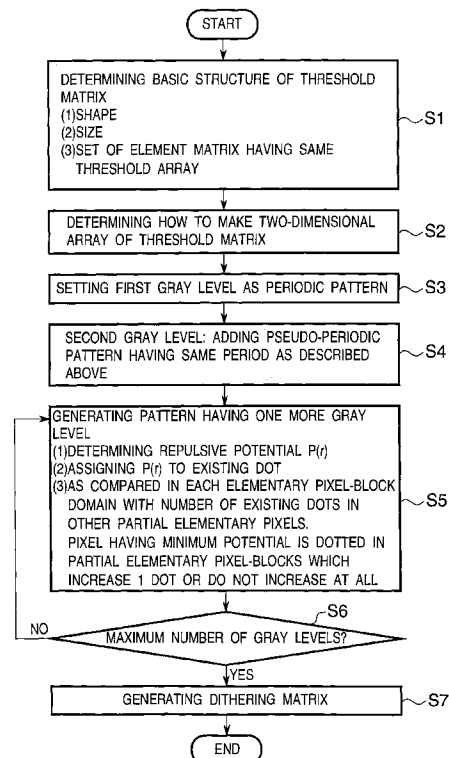 START
DETERMINING BASIC STRUCTURE OF THRESHOLD
MATRIX
(1)SHAPE
(2)SIZE
(3)SET OF ELEMENT MATRIX HAVING SAME
THRESHOLD ARRAY
S1
DETERMINING HOW TO MAKE TWO-DIMENSIONAL
ARRAY OF THRESHOLD MATRIX
S2
SETTING FIRST GRAY LEVEL AS PERIODIC PATTERN
S3
SECOND GRAY LEVEL: ADDING PSEUDO-PERIODIC
PATTERN HAVING SAME PERIOD AS DESCRIBED
ABOVE
S4
GENERATING PATTERN HAVING ONE MORE GRAY
LEVEL
(1)DETERMINING REPULSIVE POTENTIAL P(r)
(2)ASSIGNING P(r) TO EXISTING DOT
(3)AS COMPARED IN EACH ELEMENTARY PIXEL-BLOCK
DOMAIN WITH NUMBER OF EXISTING DOTS IN
OTHER PARTIAL ELEMENTARY PIXELS.
PIXEL HAVING MINIMUM POTENTIAL IS DOTTED IN
PARTIAL ELEMENTARY PIXEL-BLOCKS WHICH
INCREASE 1 DOT OR DO NOT INCREASE AT ALL
S5
S6
NO
MAXIMUM NUMBER OF GRAY LEVELS?
YES
GENERATING DITHERING MATRIX
S7
END